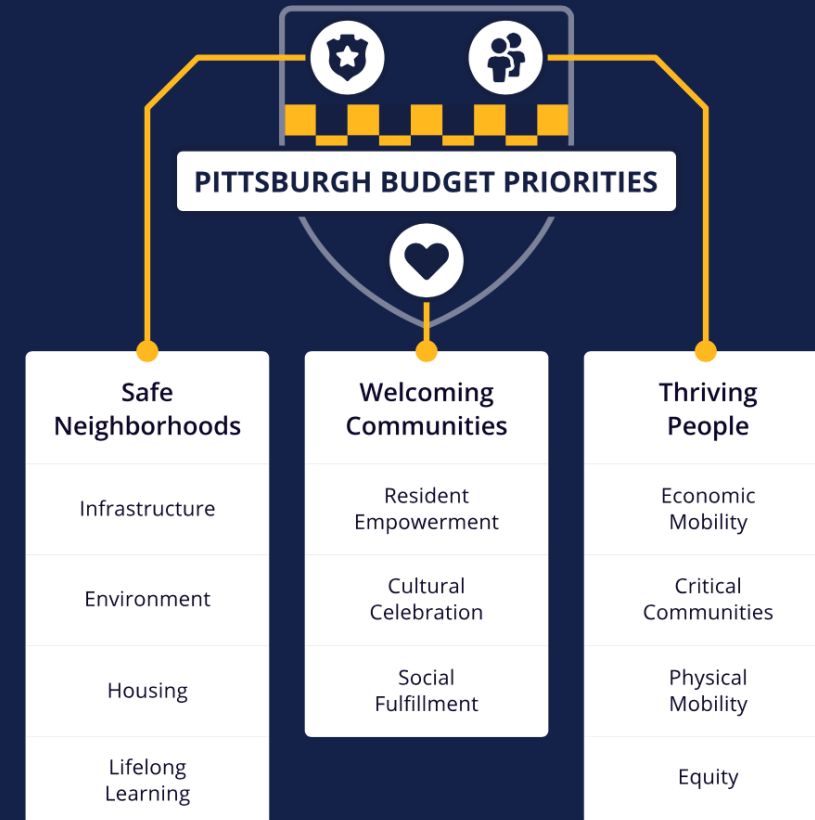 PITTSBURGH BUDGET PRIORITIES
Safe
Neighborhoods
Infrastructure
Environment
Housing
Lifelong
Learning
Welcoming
Communities
Resident
Empowerment
Cultural
Celebration
Social
Fulfillment
Thriving
People
Economic
Mobility
Critical
Communities
Physical
Mobility
Equity